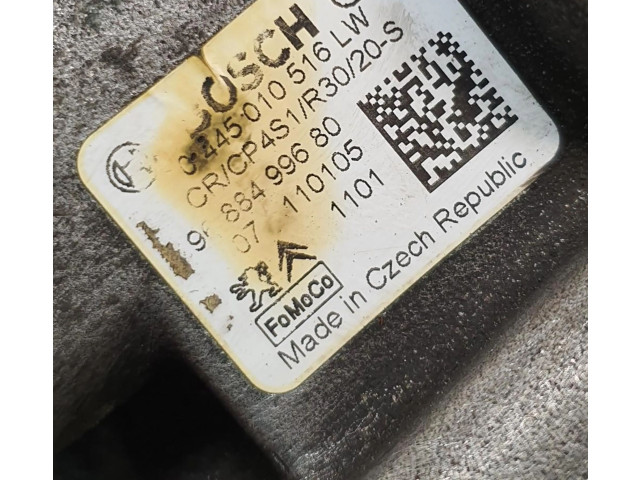 BOSCH
0 445 010 516 LW
CR/CP4S1/R30/20-S
96 884 996 80
07 110105
1101
FoMoCo
Made in Czech Republic